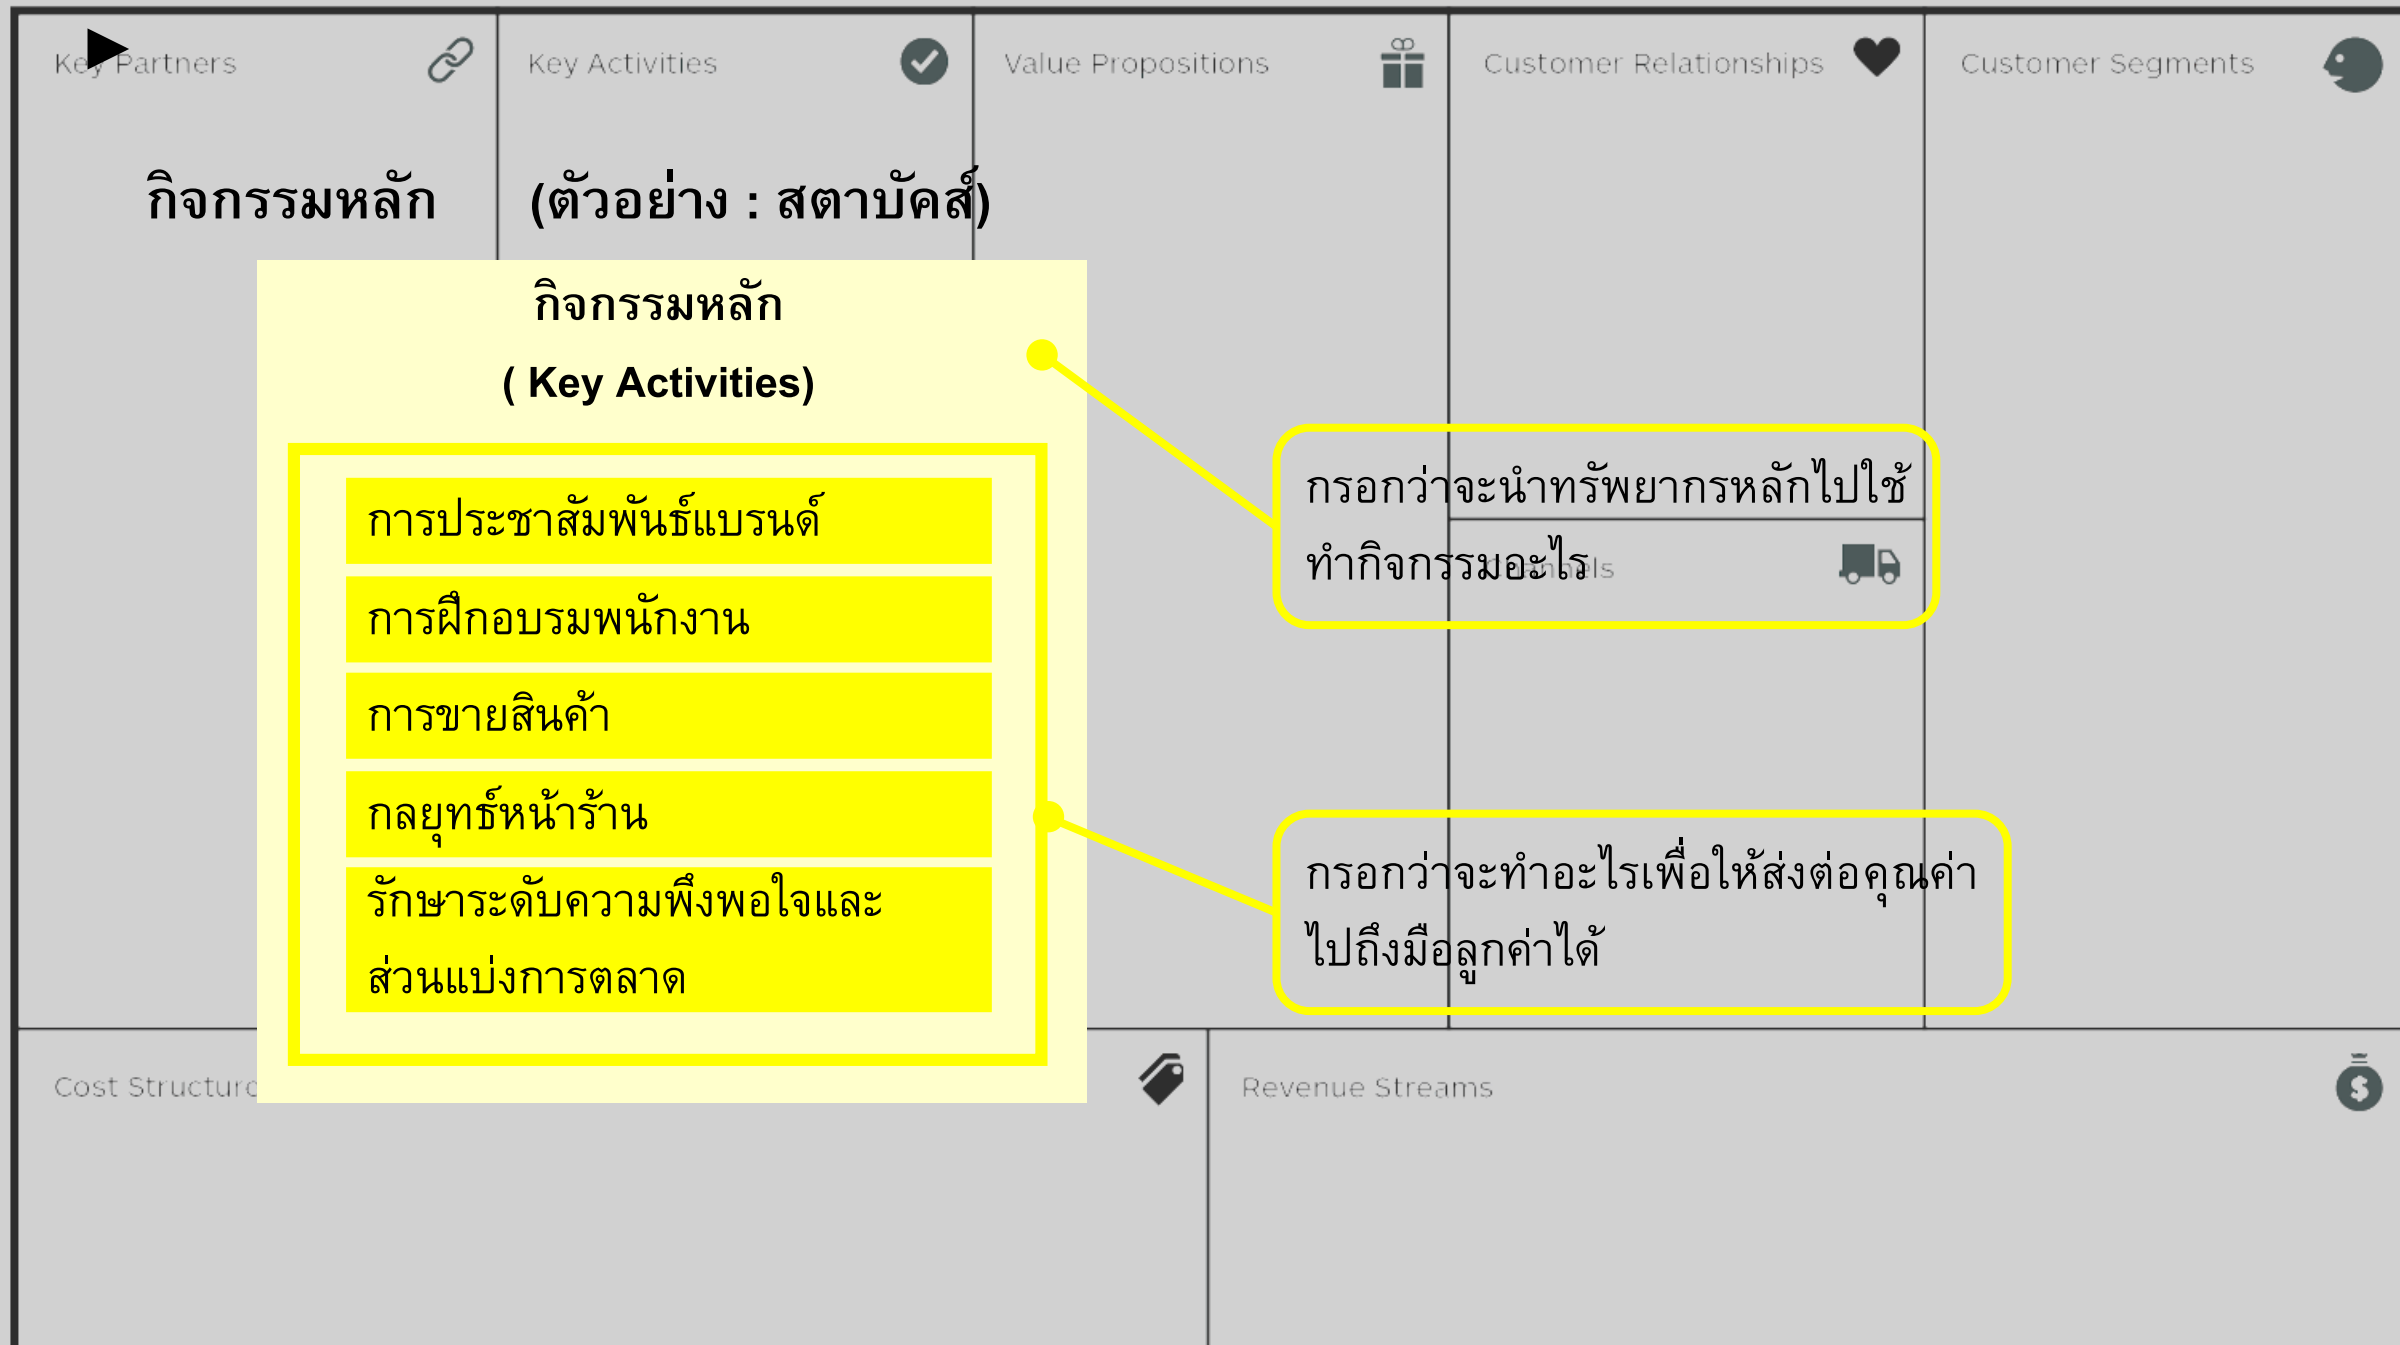 Key Partners
Key Activities
Value Propositions
Customer Relationships
Customer Segments
กิจกรรมหลัก (ตัวอย่าง : สตาบัคส์)
กิจกรรมหลัก
( Key Activities)
การประชาสัมพันธ์แบรนด์
การฝึกอบรมพนักงาน
การขายสินค้า
กลยุทธ์หน้าร้าน
รักษาระดับความพึงพอใจและ
ส่วนแบ่งการตลาด
กรอกว่าจะนำทรัพยากรหลักไปใช้
ทำกิจกรรมอะไร
Channels
กรอกว่าจะทำอะไรเพื่อให้ส่งต่อคุณค่า
ไปถึงมือลูกค่าได้
Cost Structure
Revenue Streams